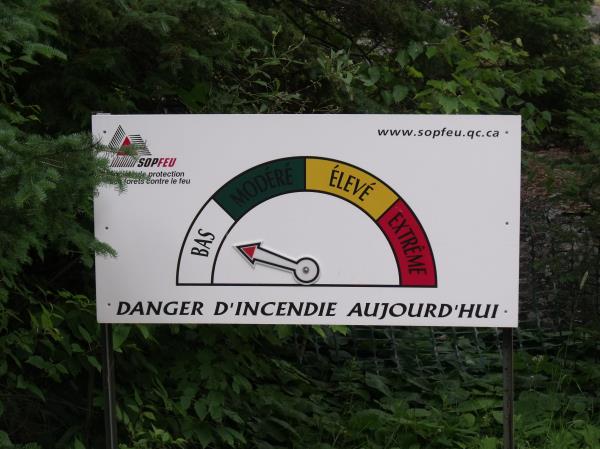 SOPFEU
www.sopfeu.qc.ca
protection
forêts contre le feu
BAS
MODÉRÉ
ÉLEVÉ
EXTRÊME
DANGER D'INCENDIE AUJOURD'HUI